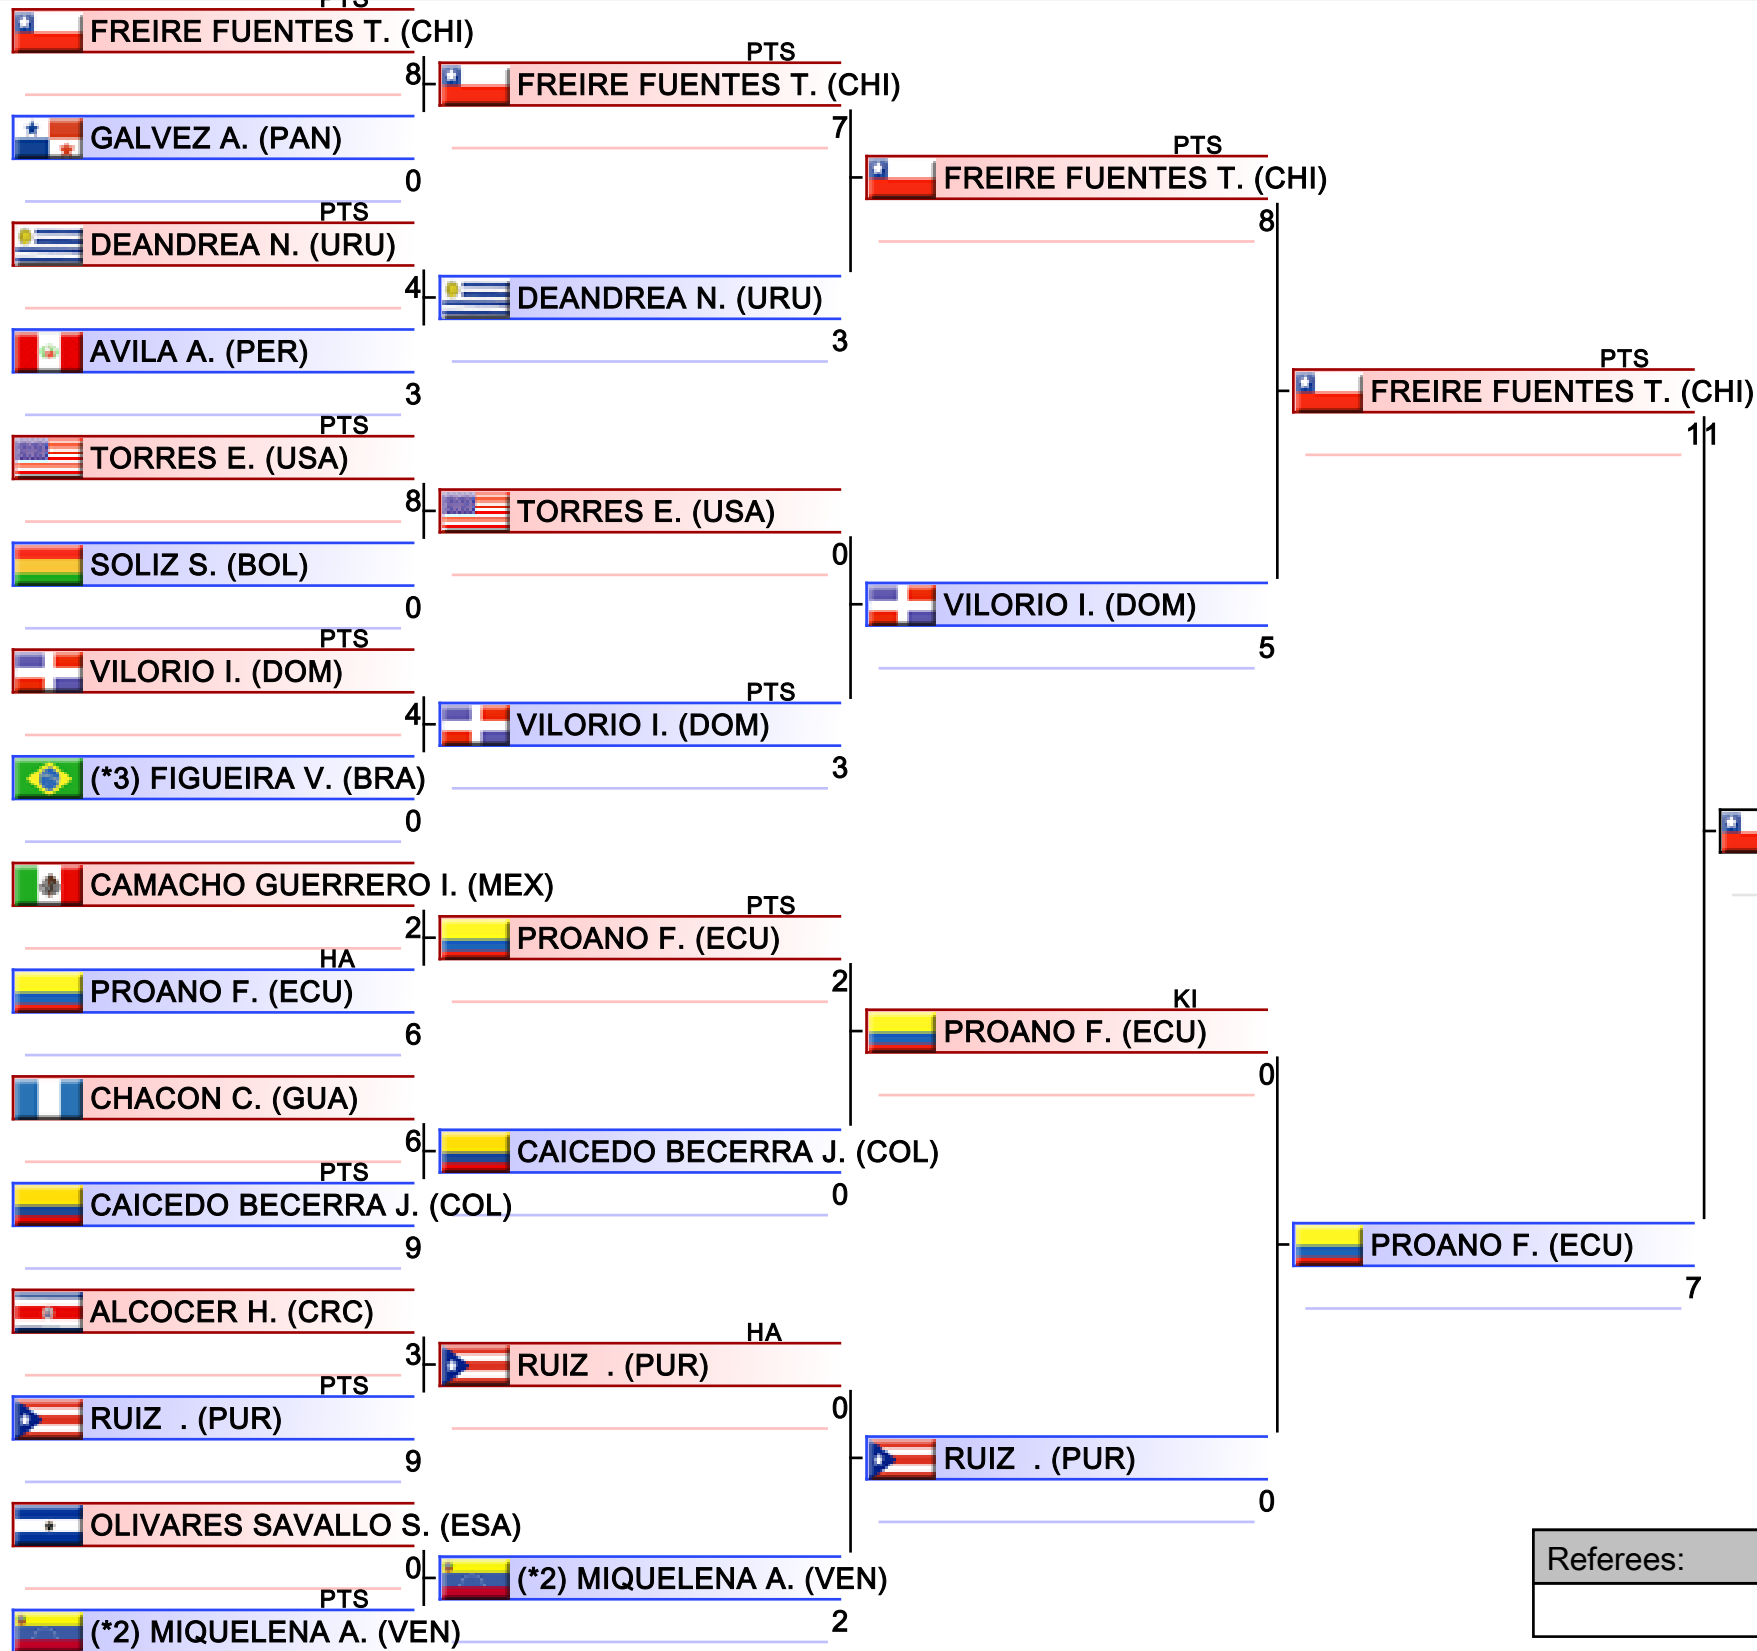 PTS
FREIRE FUENTES T. (CHI)
8
GALVEZ A. (PAN)
0
PTS
DEANDREA N. (URU)
4
AVILA A. (PER)
3
PTS
TORRES E. (USA)
8
SOLIZ S. (BOL)
0
PTS
VILORIO I. (DOM)
4
(*3) FIGUEIRA V. (BRA)
0
CAMACHO GUERRERO I. (MEX)
2
HA
PROANO F. (ECU)
6
CHACON C. (GUA)
6
PTS
CAICEDO BECERRA J. (COL)
9
ALCOCER H. (CRC)
3
PTS
RUIZ . (PUR)
9
OLIVARES SAVALLO S. (ESA)
0
PTS
(*2) MIQUELENA A. (VEN)
PTS
FREIRE FUENTES T. (CHI)
7
DEANDREA N. (URU)
3
TORRES E. (USA)
0
PTS
VILORIO I. (DOM)
3
PTS
PROANO F. (ECU)
2
CAICEDO BECERRA J. (COL)
0
HA
RUIZ . (PUR)
0
(*2) MIQUELENA A. (VEN)
2
PTS
FREIRE FUENTES T. (CHI)
8
VILORIO I. (DOM)
5
KI
PROANO F. (ECU)
0
RUIZ . (PUR)
0
PTS
FREIRE FUENTES T. (CHI)
11
PROANO F. (ECU)
7
Referees: